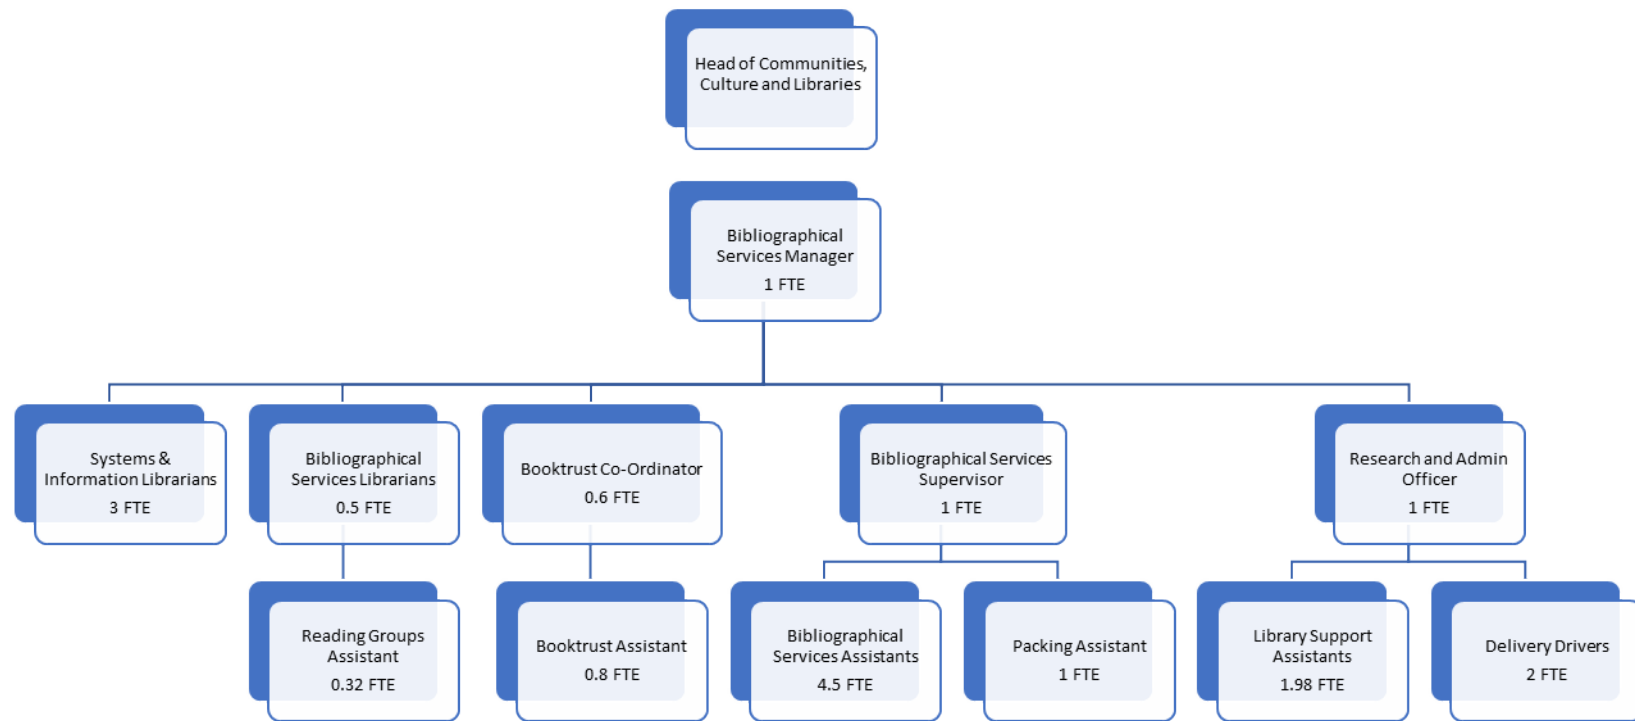 Head of Communities,
Culture and Libraries
Bibliographical
Services Manager
1 FTE
Systems &
Information Librarians
3 FTE
Bibliographical
Services Librarians
0.5 FTE
Booktrust Co-Ordinator
0.6 FTE
Bibliographical Services
Supervisor
1 FTE
Research and Admin
Officer
1 FTE
Reading Groups
Assistant
0.32 FTE
Booktrust Assistant
0.8 FTE
Bibliographical
Services Assistants
4.5 FTE
Packing Assistant
1 FTE
Library Support
Assistants
1.98 FTE
Delivery Drivers
2 FTE